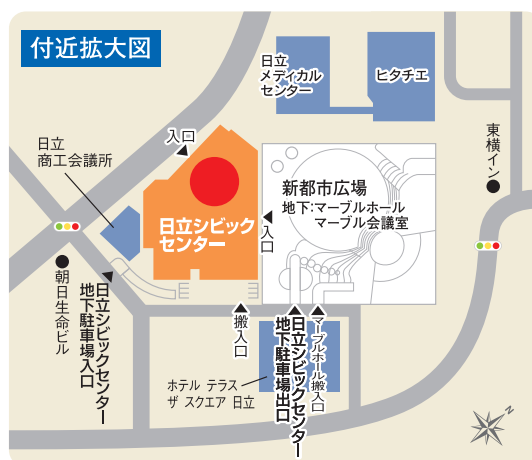 付近拡大図
日立
メディカル
センター
ヒタチエ
入口
日立
商工会議所
東横イン
新都市広場
地下:マーブルホール
マーブル会議室
日立シビック
センター
入口
朝日生命ビル
日立シビックセンター
地下駐車場入口
搬入口
日立シビックセンター
地下駐車場出口
マーブルホール搬入口
ホテル テラス
ザ スクエア 日立
N